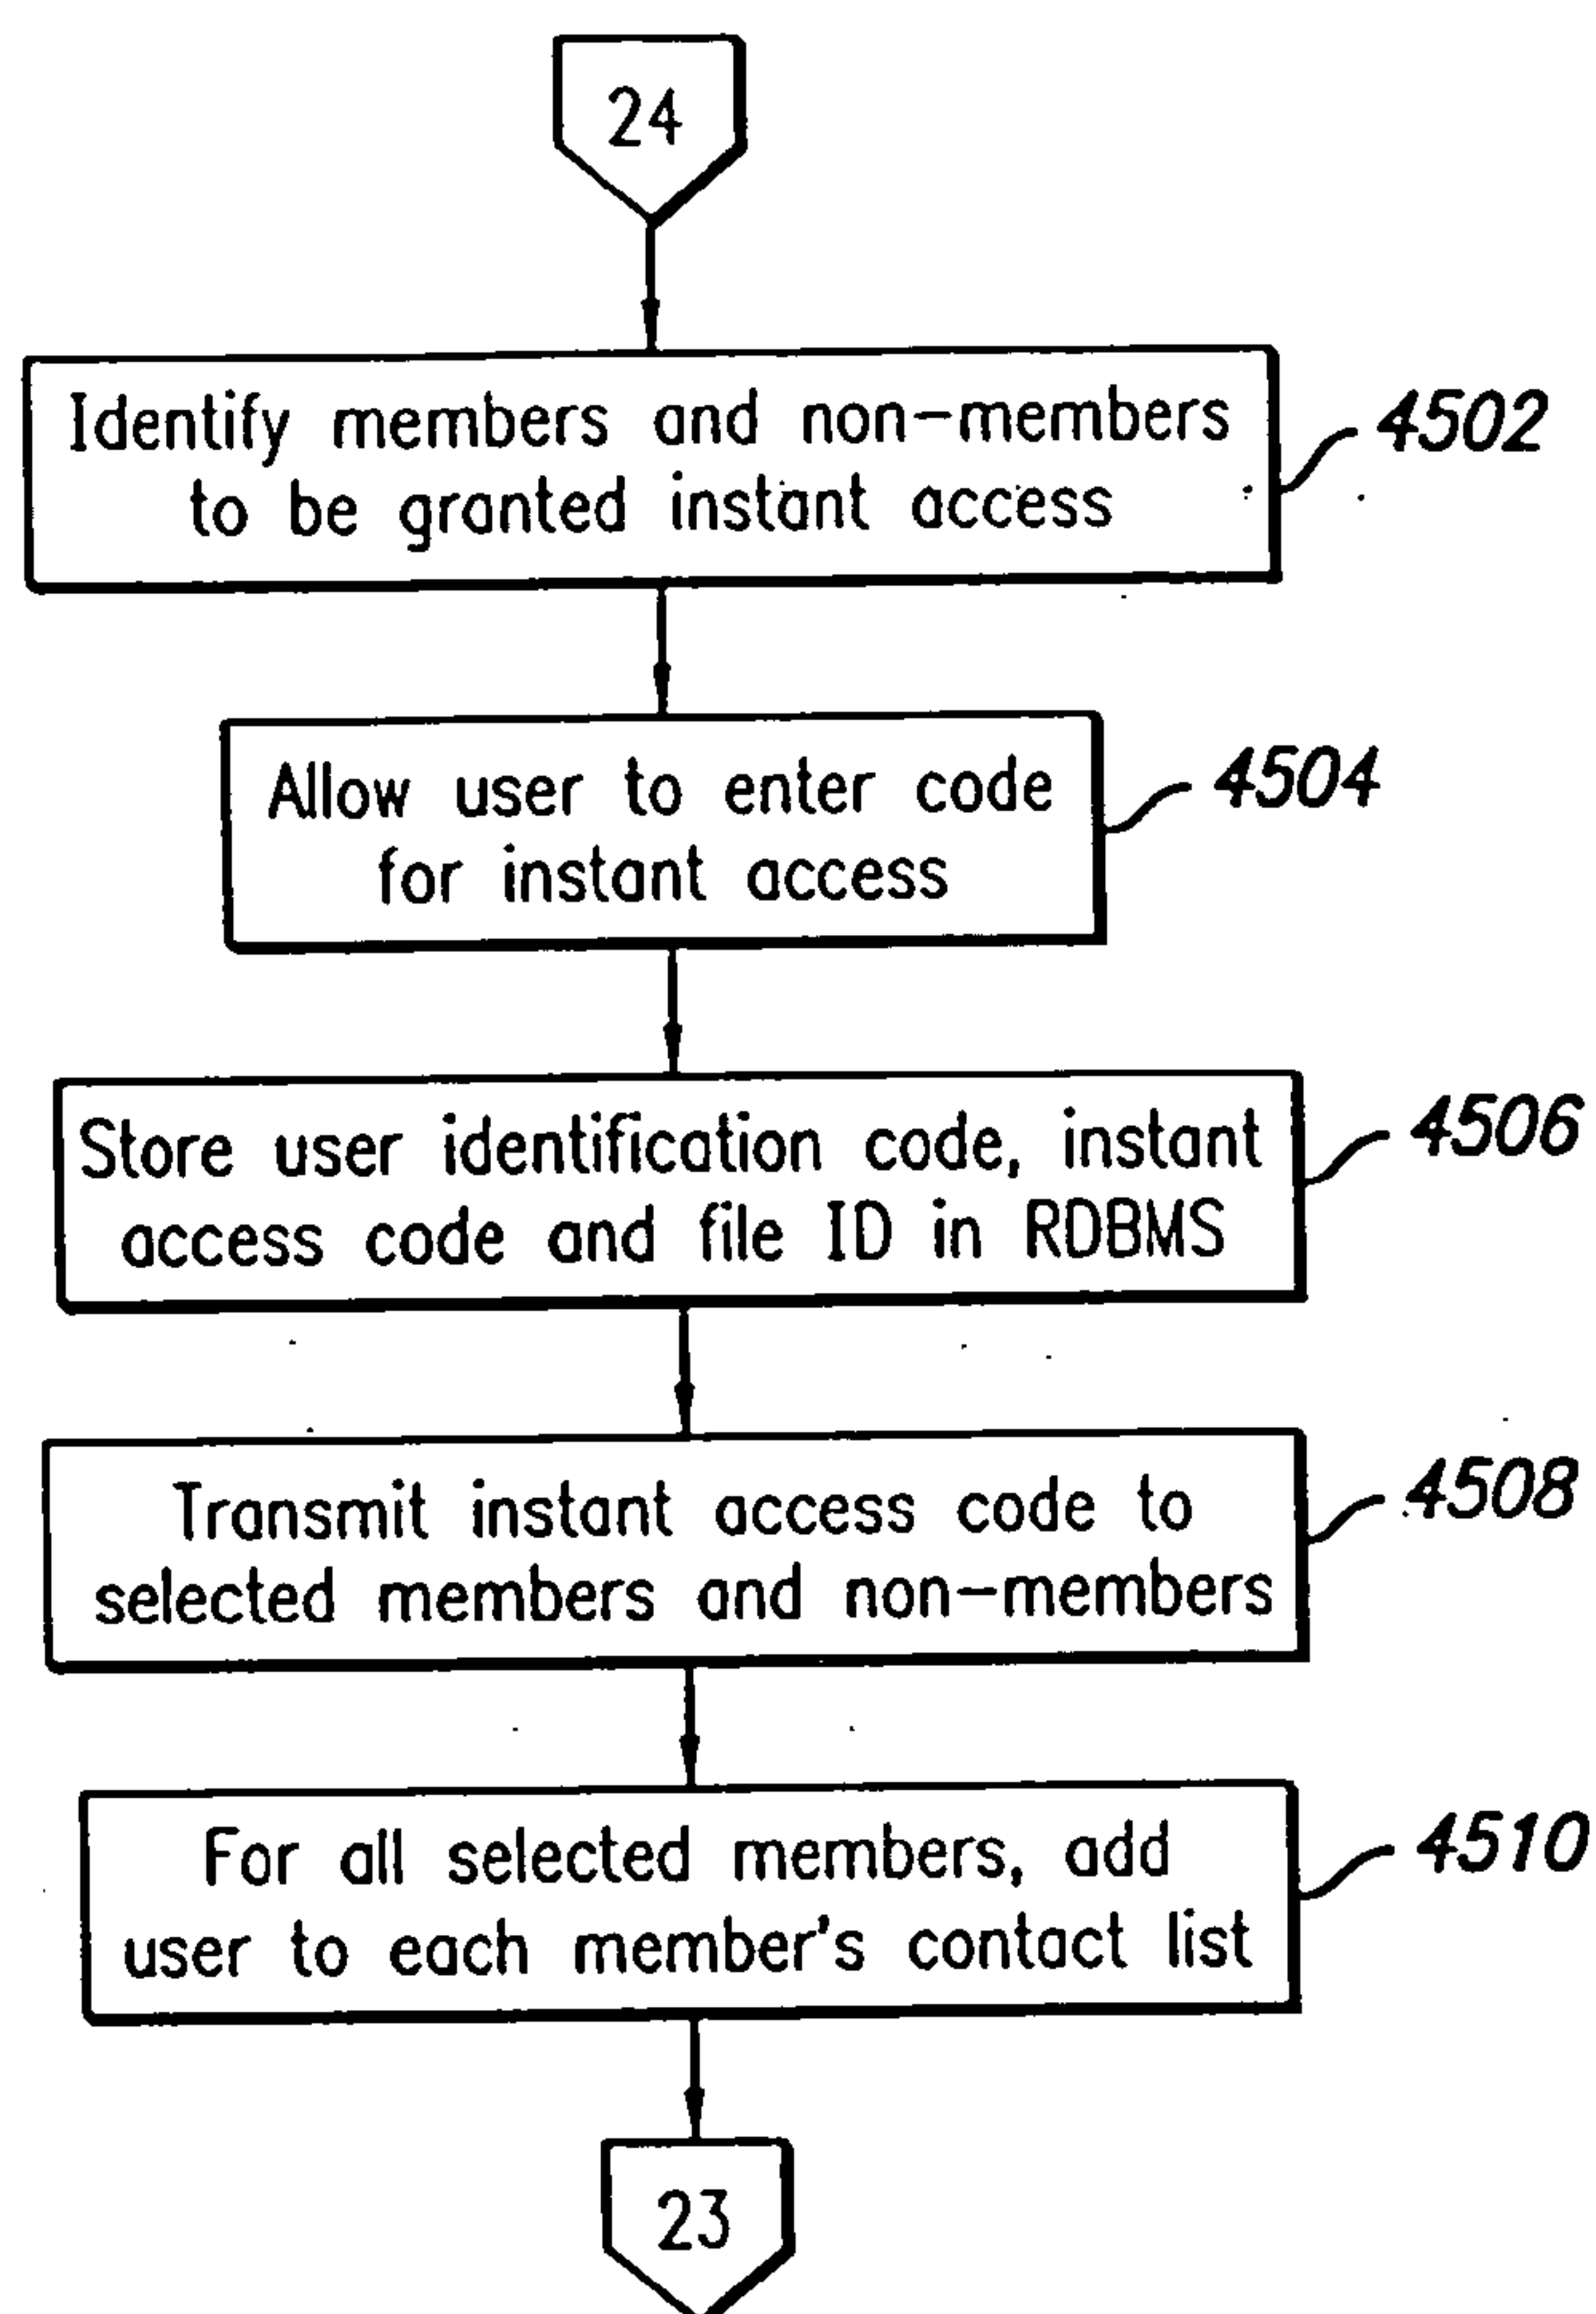 24
Identify members and non-members
to be granted instant access
4502
Allow user to enter code
for instant access
4504
Store user identification code, instant
access code and file ID in RDBMS
4506
Transmit instant access code to
selected members and non-members
4508
For all selected members, add
user to each member's contact list
4510
23